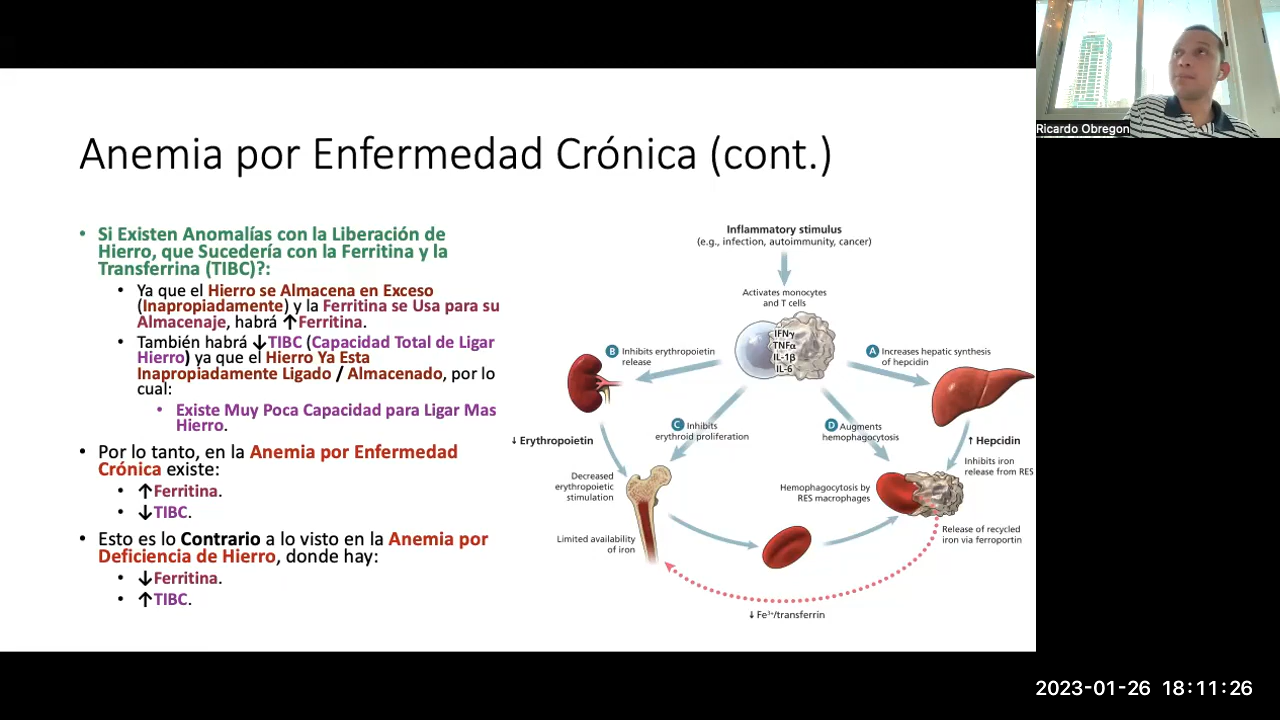 Anemia por Enfermedad Crónica (cont.)
• Si Existen Anomalías con la Liberación de
Hierro, que Sucedería con la Ferritina y la
Transferrina (TIBC)?:
• Ya que el Hierro se Almacena en Exceso
(Inapropiadamente) y la Ferritina se Usa para su
Almacenaje, habrá ↑Ferritina.
• También habrá ↓TIBC (Capacidad Total de Ligar
Hierro) ya que el Hierro Ya Esta
Inapropiadamente Ligado / Almacenado, por lo
cual:
• Existe Muy Poca Capacidad para Ligar Mas
Hierro.
• Por lo tanto, en la Anemia por Enfermedad
Crónica existe:
• ↑Ferritina.
• ↓TIBC.
• Esto es lo Contrario a lo visto en la Anemia por
Deficiencia de Hierro, donde hay:
• ↓Ferritina.
• ↑TIBC.
Inflammatory stimulus
(e.g., infection, autoimmunity, cancer)
Activates monocytes
and T cells
IFNγ
TNFα
IL-1β
IL-6
B Inhibits erythropoietin
release
A Increases hepatic synthesis
of hepcidin
C Inhibits
erythroid proliferation
D Augments
hemophagocytosis
↓ Erythropoietin
↑ Hepcidin
Inhibits iron
release from RES
Decreased
erythropoietic
stimulation
Hemophagocytosis by
RES macrophages
Limited availability
of iron
Release of recycled
iron via ferroportin
↓ Fe³⁺/transferrin
Ricardo Obregon
2023-01-26 18:11:26